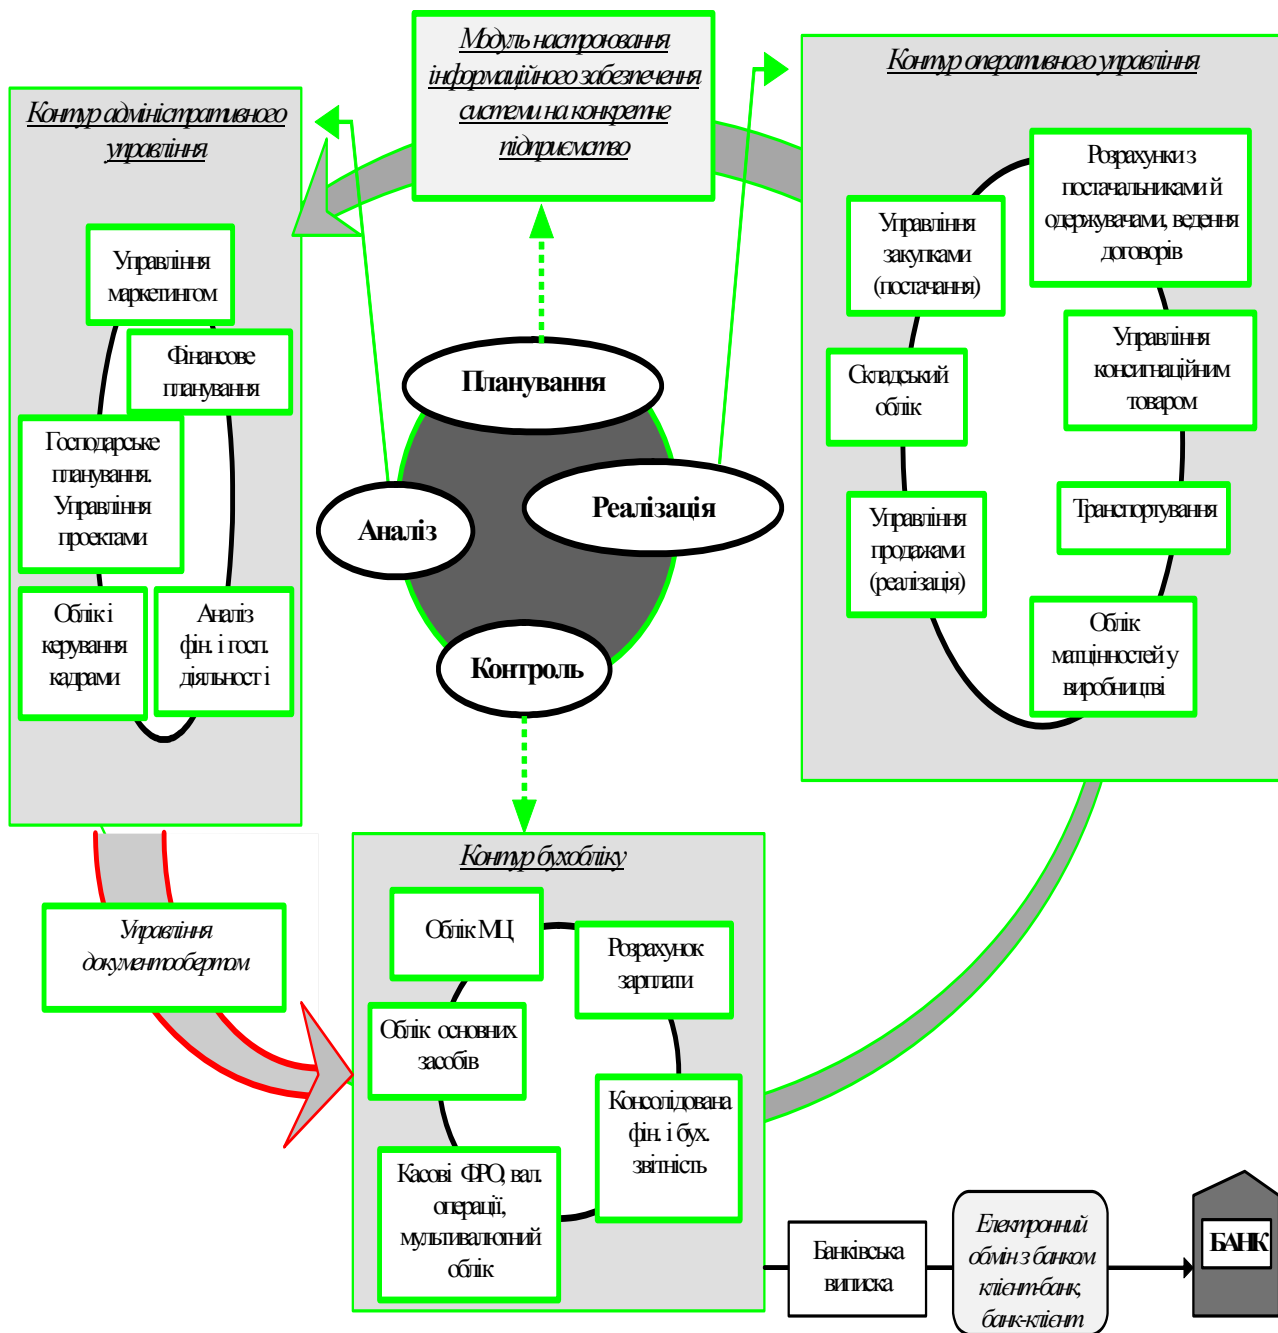 Модуль настроювання
інформаційного забезпечення
системи на конкретне
підприємство
Контур адміністративного
управління
Управління
маркетингом
Фінансове
планування
Господарське
планування.
Управління
проектами
Облік і
керування
кадрами
Аналіз
фін. і госп.
діяльност і
Контур оперативного управління
Розрахунки з
постачальниками й
одержувачами, ведення
договорів
Управління
закупками
(постачання)
Управління
консигнаційним
товаром
Складський
облік
Транспортування
Управління
продажами
(реалізація)
Облік
матцінностей у
виробництві
Планування
Реалізація
Аналіз
Контроль
Управління
документообертом
Контур бухобліку
Облік МЦ
Розрахунок
зарплати
Облік основних
засобів
Консолідована
фін. і бух.
звітність
Касові ФРО, вал.
операції,
мультивалютний
облік
Банківська
виписка
Електронний
обмін з банком
клієнт-банк,
банк-клієнт
БАНК